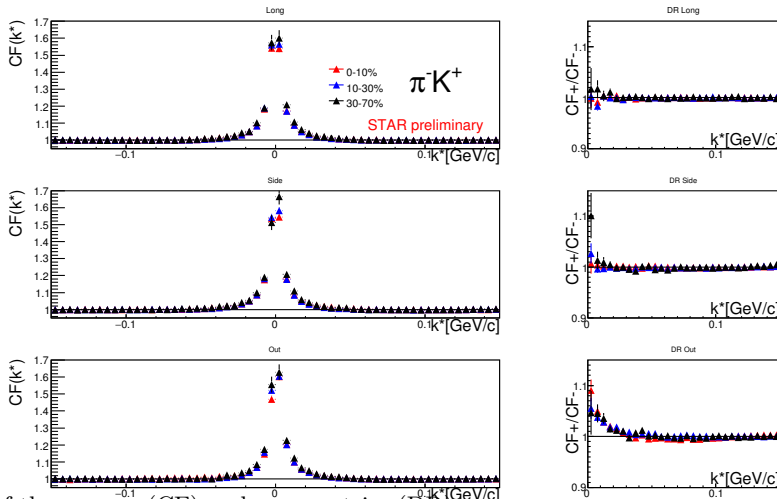 Long
CF(k*)
1.7
1.6
1.5
1.4
1.3
1.2
1.1
1
−0.1
0
0.1
k*[GeV/c]
0-10%
10-30%
30-70%
π⁻K⁺
STAR preliminary
DR Long
CF+/CF-
1.1
1
0.9
0
0.1
k*[GeV/c]
Side
CF(k*)
1.7
1.6
1.5
1.4
1.3
1.2
1.1
1
−0.1
0
0.1
k*[GeV/c]
DR Side
CF+/CF-
1.1
1
0.9
0
0.1
k*[GeV/c]
Out
CF(k*)
1.7
1.6
1.5
1.4
1.3
1.2
1.1
1
−0.1
0
0.1
k*[GeV/c]
DR Out
CF+/CF-
1.1
1
0.9
0
0.1
k*[GeV/c]
(CF)